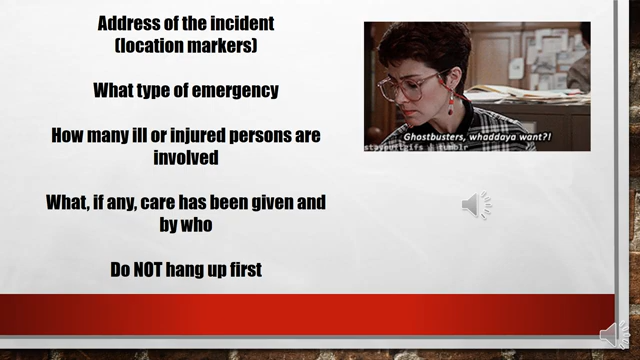 Address of the incident
(location markers)
What type of emergency
How many ill or injured persons are
involved
What, if any, care has been given and
by who
Do NOT hang up first
Ghostbusters, whaddaya want?!